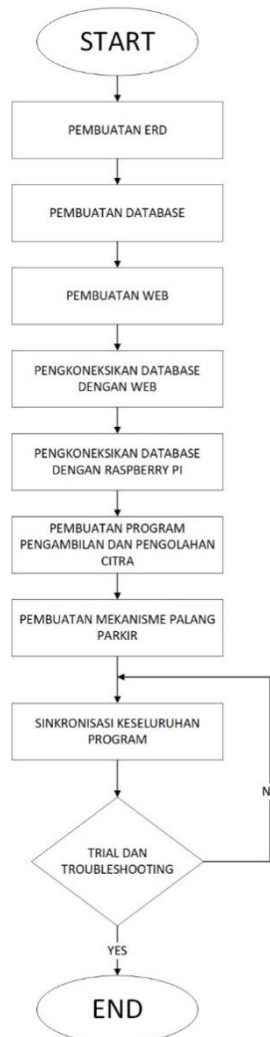 START
PEMBUATAN ERD
PEMBUATAN DATABASE
PEMBUATAN WEB
PENGKONEKSIKAN DATABASE
DENGAN WEB
PENGKONEKSIKAN DATABASE
DENGAN RASPBERRY PI
PEMBUATAN PROGRAM
PENGAMBILAN DAN PENGOLAHAN
CITRA
PEMBUATAN MEKANISME PALANG
PARKIR
SINKRONISASI KESELURUHAN
PROGRAM
N
TRIAL DAN
TROUBLESHOOTING
YES
END